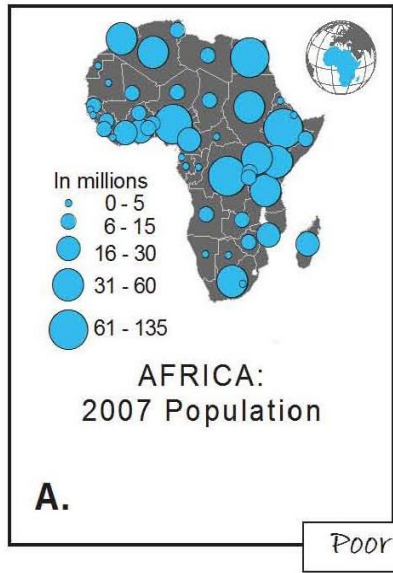 In millions
0 - 5
6 - 15
16 - 30
31 - 60
61 - 135
AFRICA:
2007 Population
A.
Poor